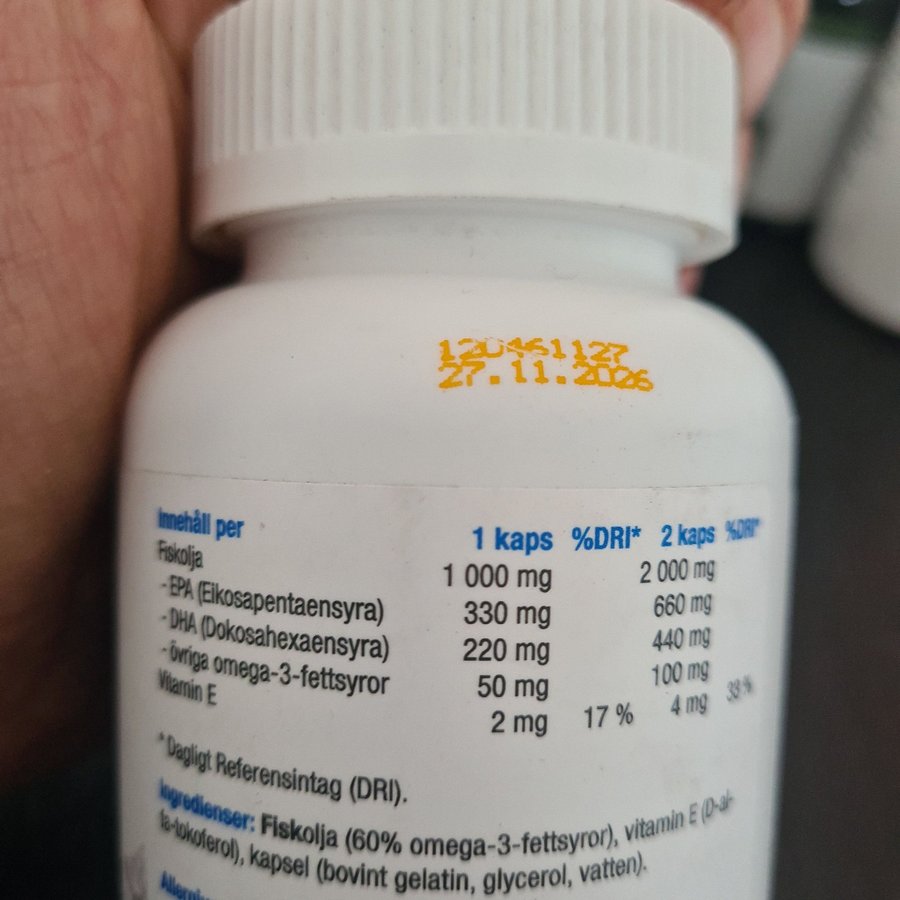 120461127
27.11.2026
Innehåll per 1 kaps %DRI* 2 kaps %DRI*
Fiskolja 1 000 mg 2 000 mg
- EPA (Eikosapentaensyra) 330 mg 660 mg
- DHA (Dokosahexaensyra) 220 mg 440 mg
- övriga omega-3-fettsyror 50 mg 100 mg
Vitamin E 2 mg 17 % 4 mg 33 %
* Dagligt Referensintag (DRI).
Ingredienser: Fiskolja (60% omega-3-fettsyror), vitamin E (D-al-
fa-tokoferol), kapsel (bovint gelatin, glycerol, vatten).